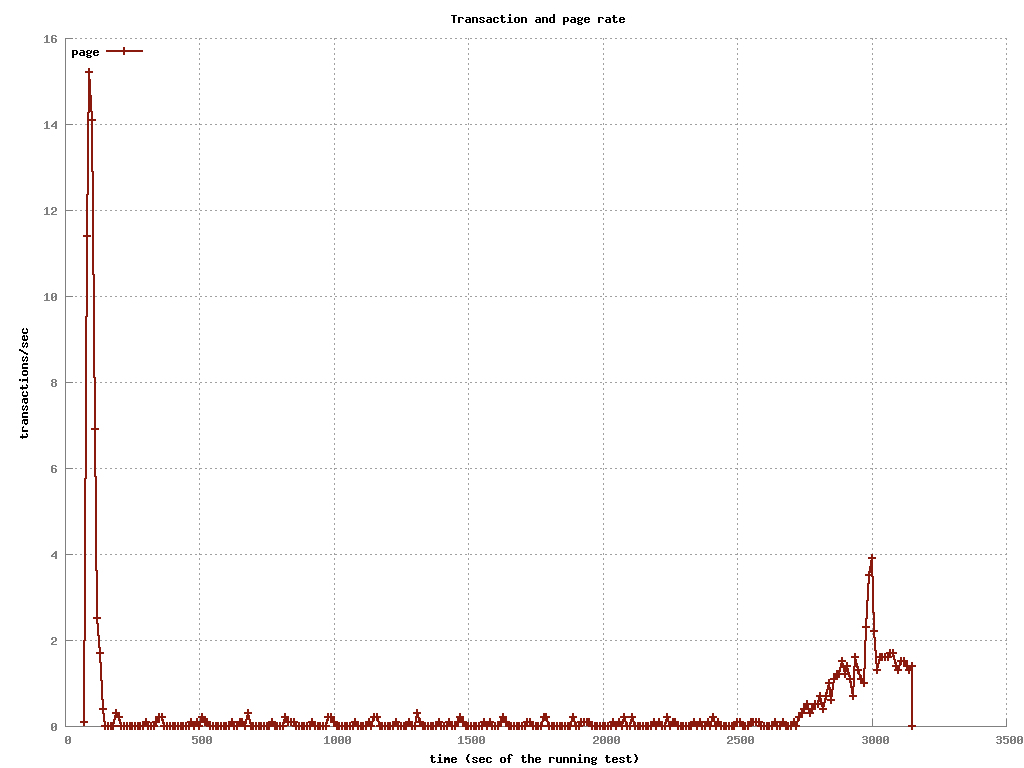 Transaction and page rate
16
page
14
12
10
8
6
4
2
0
transactions/sec
0 500 1000 1500 2000 2500 3000 3500
time (sec of the running test)